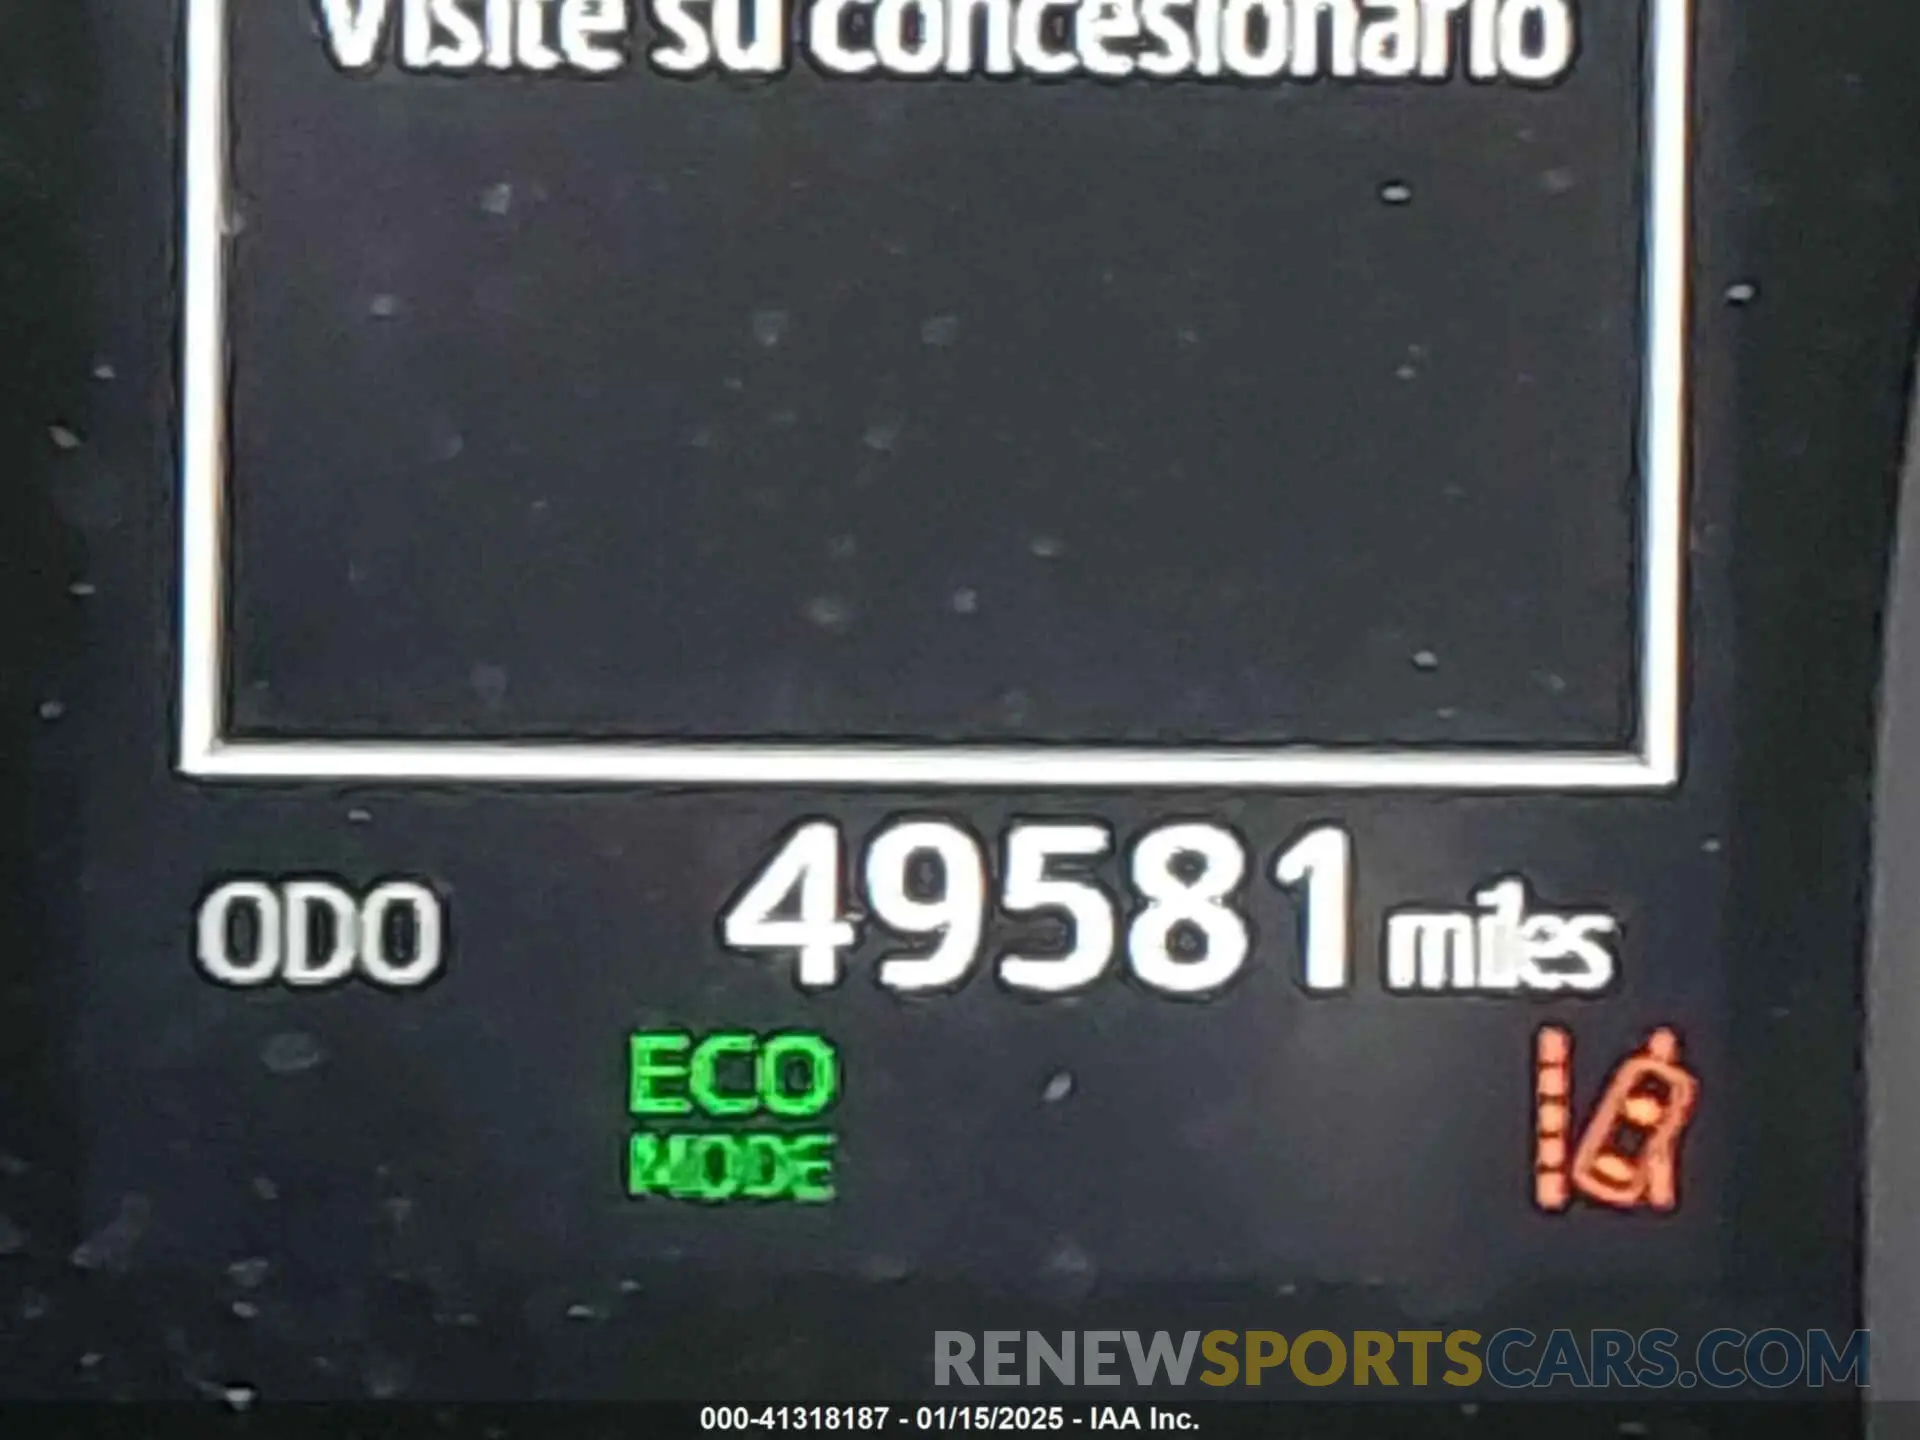 Visite su concesionario
ODO 49581 miles
ECO
MODE
RENEWSPORTSCARS.COM
000-41318187 - 01/15/2025 - IAA Inc.